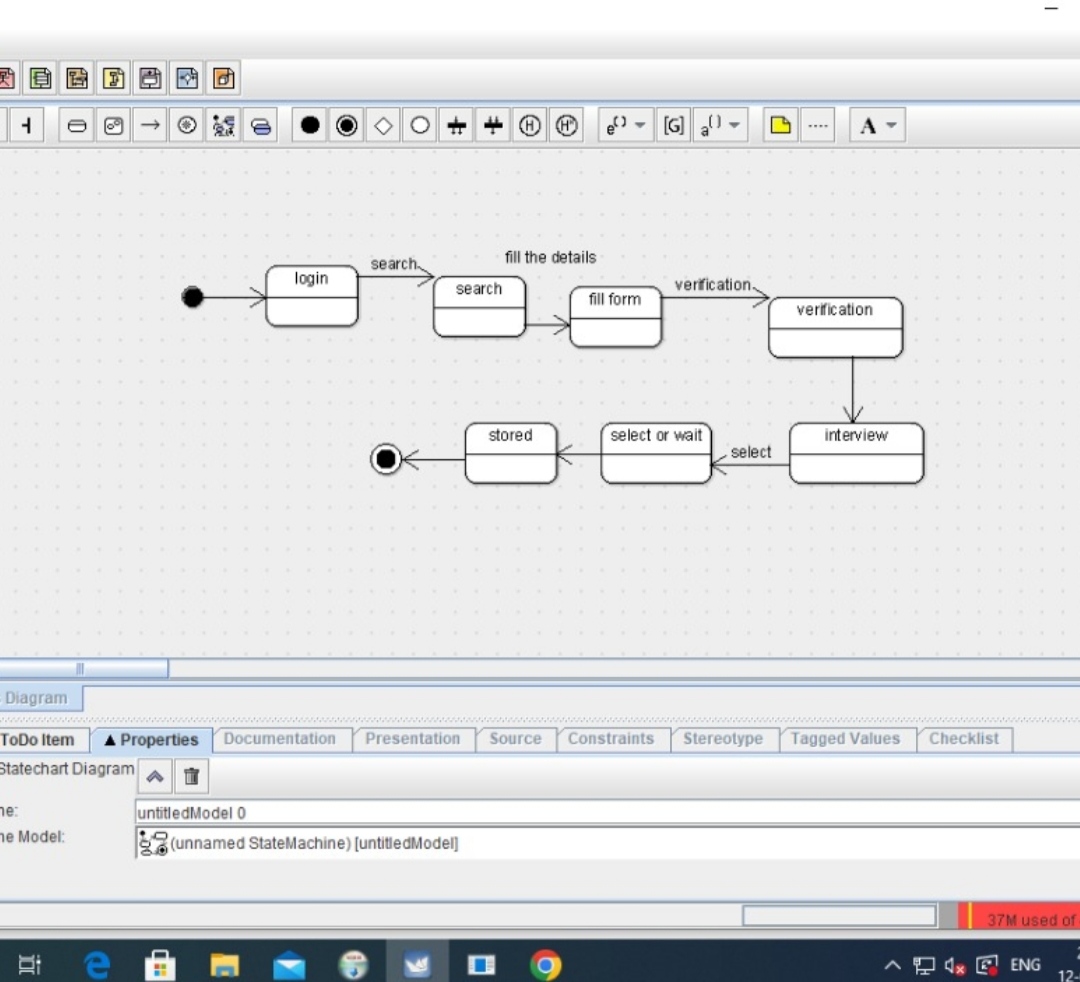 [G]
A
fill the details
search
login
search
fill form
verification
verification
stored
select or wait
select
interview
Diagram
ToDo Item
▲ Properties
Documentation
Presentation
Source
Constraints
Stereotype
Tagged Values
Checklist
Statechart Diagram
untitledModel 0
Model:
(unnamed StateMachine) [untitledModel]
37M used of
ENG
12-